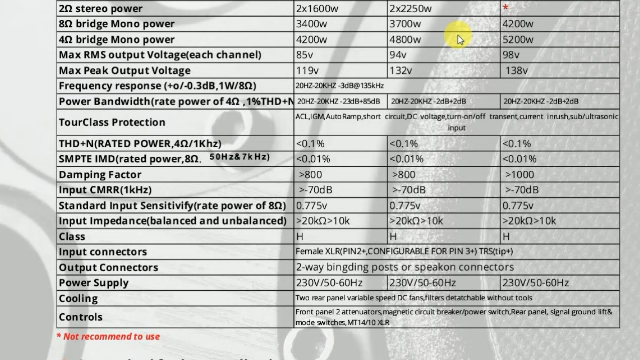 2Ω stereo power 2x1600w 2x2250w *
8Ω bridge Mono power 3400w 3700w 4200w
4Ω bridge Mono power 4200w 4800w 5200w
Max RMS output Voltage(each channel) 85v 94v 98v
Max Peak Output Voltage 119v 132v 138v
Frequency response (+o/-0.3dB,1W/8Ω) 20HZ-20KHZ -3dB@135kHz
Power Bandwidth(rate power of 4Ω ,1%THD+N 20HZ-20KHZ -23dB+85dB 20HZ-20KHZ -2dB+2dB 20HZ-20KHZ -2dB+2dB
TourClass Protection ACL,IGM,AutoRamp,short circuit,DC voltage,turn-on/off transent,current inrush,sub/ultrasonic
input
THD+N(RATED POWER,4Ω/1Khz) <0.1% <0.1% <0.1%
SMPTE IMD(rated power,8Ω, 50Hz&7kHz) <0.01% <0.01% <0.01%
Damping Factor >800 >800 >1000
Input CMRR(1kHz) >-70dB >-70dB >-70dB
Standard Input Sensitivify(rate power of 8Ω) 0.775v 0.775v 0.775v
Input Impedance(balanced and unbalanced) >20kΩ>10k >20kΩ>10k >20kΩ>10k
Class H H H
Input connectors Female XLR(PIN2+,CONFIGURABLE FOR PIN 3+) TRS(tip+)
Output Connectors 2-way bingding posts or speakon connectors
Power Supply 230V/50-60Hz 230V/50-60Hz 230V/50-60Hz
Cooling Two rear panel variable speed DC fans,filters detatchable without tools
Controls Front panel 2 attenuators,magnetic circuit breaker/power switch,Rear panel, signal ground lift&
mode switches,MT14/10 XLR
* Not recommend to use